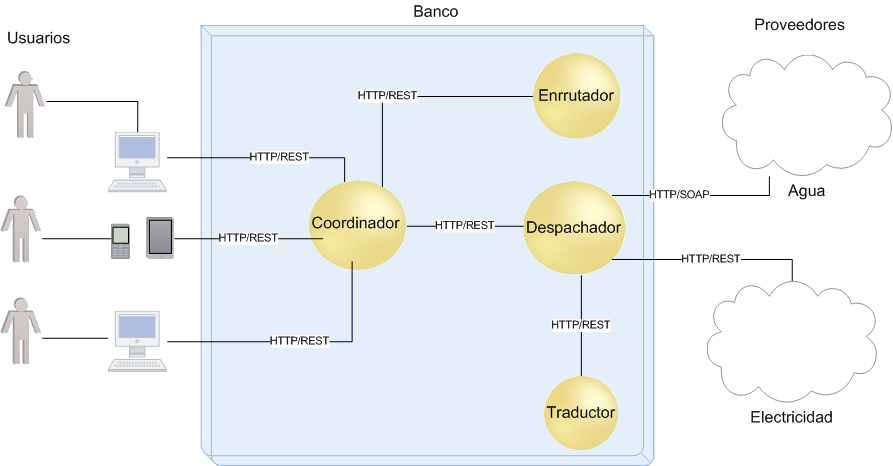 Banco
Usuarios
Proveedores
HTTP/REST
Enrrutador
HTTP/REST
HTTP/SOAP
Agua
Coordinador
HTTP/REST
Despachador
HTTP/REST
HTTP/REST
HTTP/REST
HTTP/REST
Traductor
Electricidad